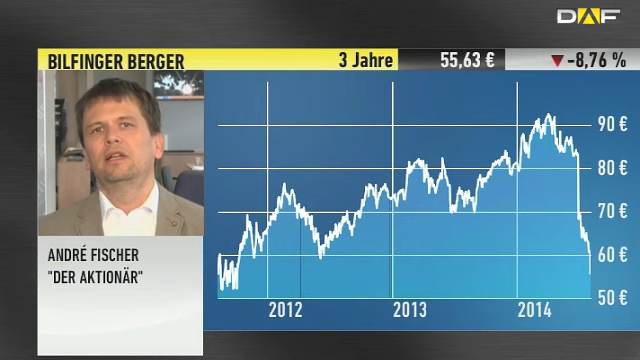 DAF
BILFINGER BERGER 3 Jahre 55,63 € -8,76 %
90 €
80 €
70 €
60 €
50 €
2012 2013 2014
ANDRÉ FISCHER
"DER AKTIONÄR"